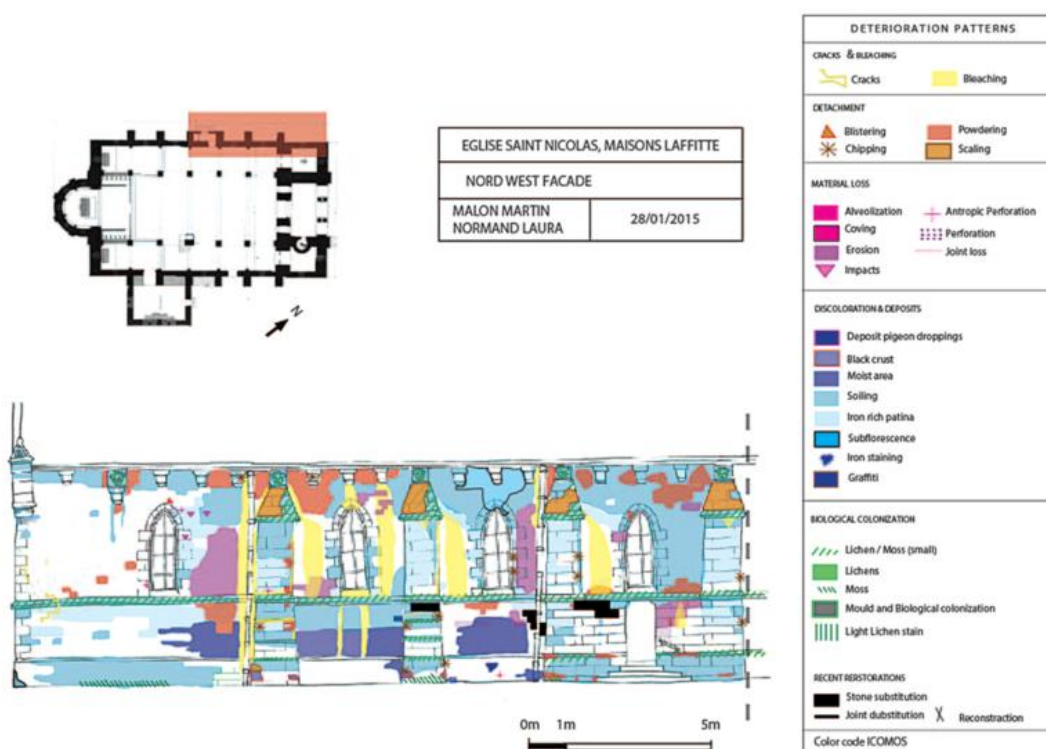 EGLISE SAINT NICOLAS, MAISONS LAFFITTE
NORD WEST FACADE
MALON MARTIN
NORMAND LAURA
28/01/2015
N
0m 1m 5m
DETERIORATION PATTERNS
CRACKS & BLEACHING
Cracks Bleaching
DETACHMENT
Blistering Powdering
Chipping Scaling
MATERIAL LOSS
Alveolization Antropic Perforation
Coving Perforation
Erosion Joint loss
Impacts
DISCOLORATION & DEPOSITS
Deposit pigeon droppings
Black crust
Moist area
Soiling
Iron rich patina
Subflorescence
Iron staining
Graffiti
BIOLOGICAL COLONIZATION
Lichen / Moss (small)
Lichens
Moss
Mould and Biological colonization
Light Lichen stain
RECENT RERSTORATIONS
Stone substitution
Joint dubstitution Reconstraction
Color code ICOMOS